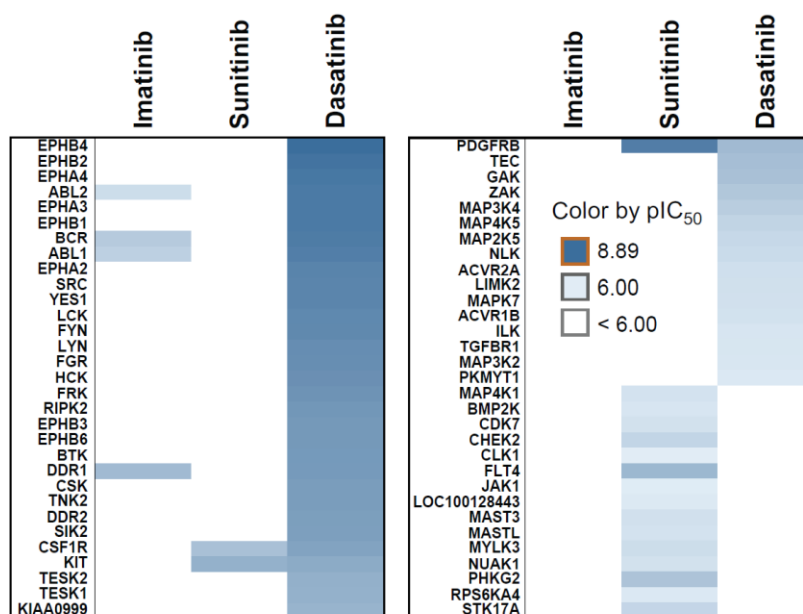 Imatinib
Sunitinib
Dasatinib
EPHB4
EPHB2
EPHA4
ABL2
EPHA3
EPHB1
BCR
ABL1
EPHA2
SRC
YES1
LCK
FYN
LYN
FGR
HCK
FRK
RIPK2
EPHB3
EPHB6
BTK
DDR1
CSK
TNK2
DDR2
SIK2
CSF1R
KIT
TESK2
TESK1
KIAA0999
Imatinib
Sunitinib
Dasatinib
PDGFRB
TEC
GAK
ZAK
MAP3K4
MAP4K5
MAP2K5
NLK
ACVR2A
LIMK2
MAPK7
ACVR1B
ILK
TGFBR1
MAP3K2
PKMYT1
MAP4K1
BMP2K
CDK7
CHEK2
CLK1
FLT4
JAK1
LOC100128443
MAST3
MASTL
MYLK3
NUAK1
PHKG2
RPS6KA4
STK17A
Color by pIC50
8.89
6.00
< 6.00